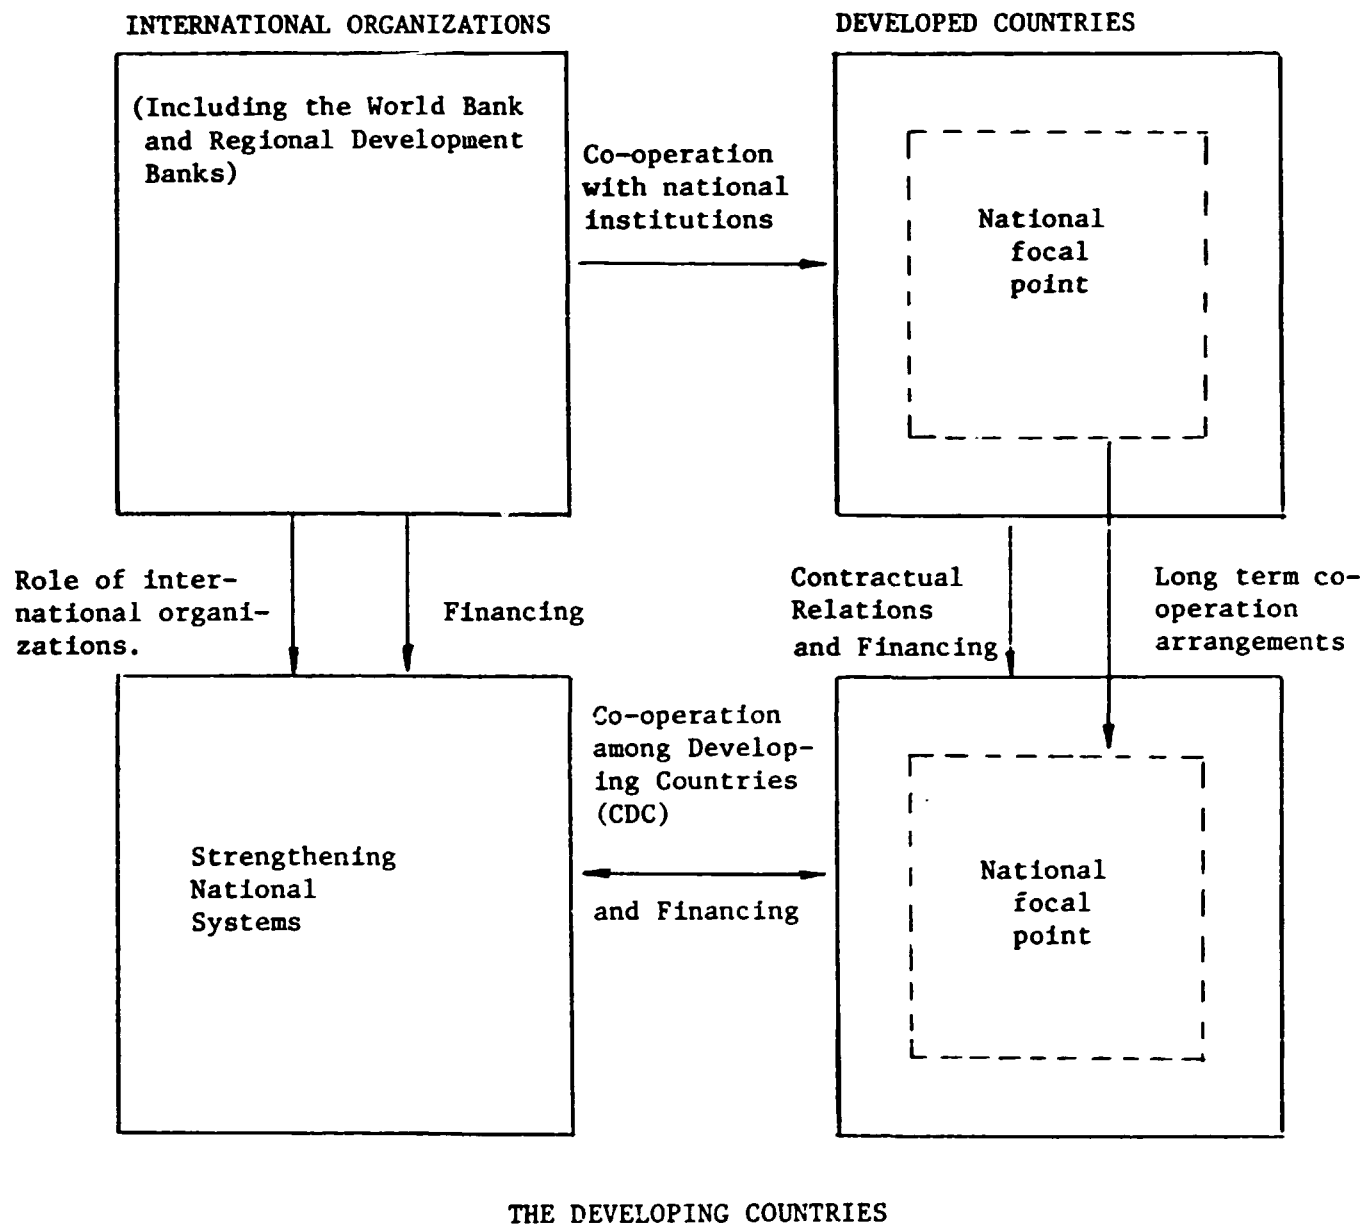 INTERNATIONAL ORGANIZATIONS
DEVELOPED COUNTRIES
(Including the World Bank
and Regional Development
Banks)
Co-operation
with national
institutions
National
focal
point
Role of inter-
national organi-
zations.
Financing
Contractual
Relations
and Financing
Long term co-
operation
arrangements
Strengthening
National
Systems
Co-operation
among Develop-
ing Countries
(CDC)
and Financing
National
focal
point
THE DEVELOPING COUNTRIES